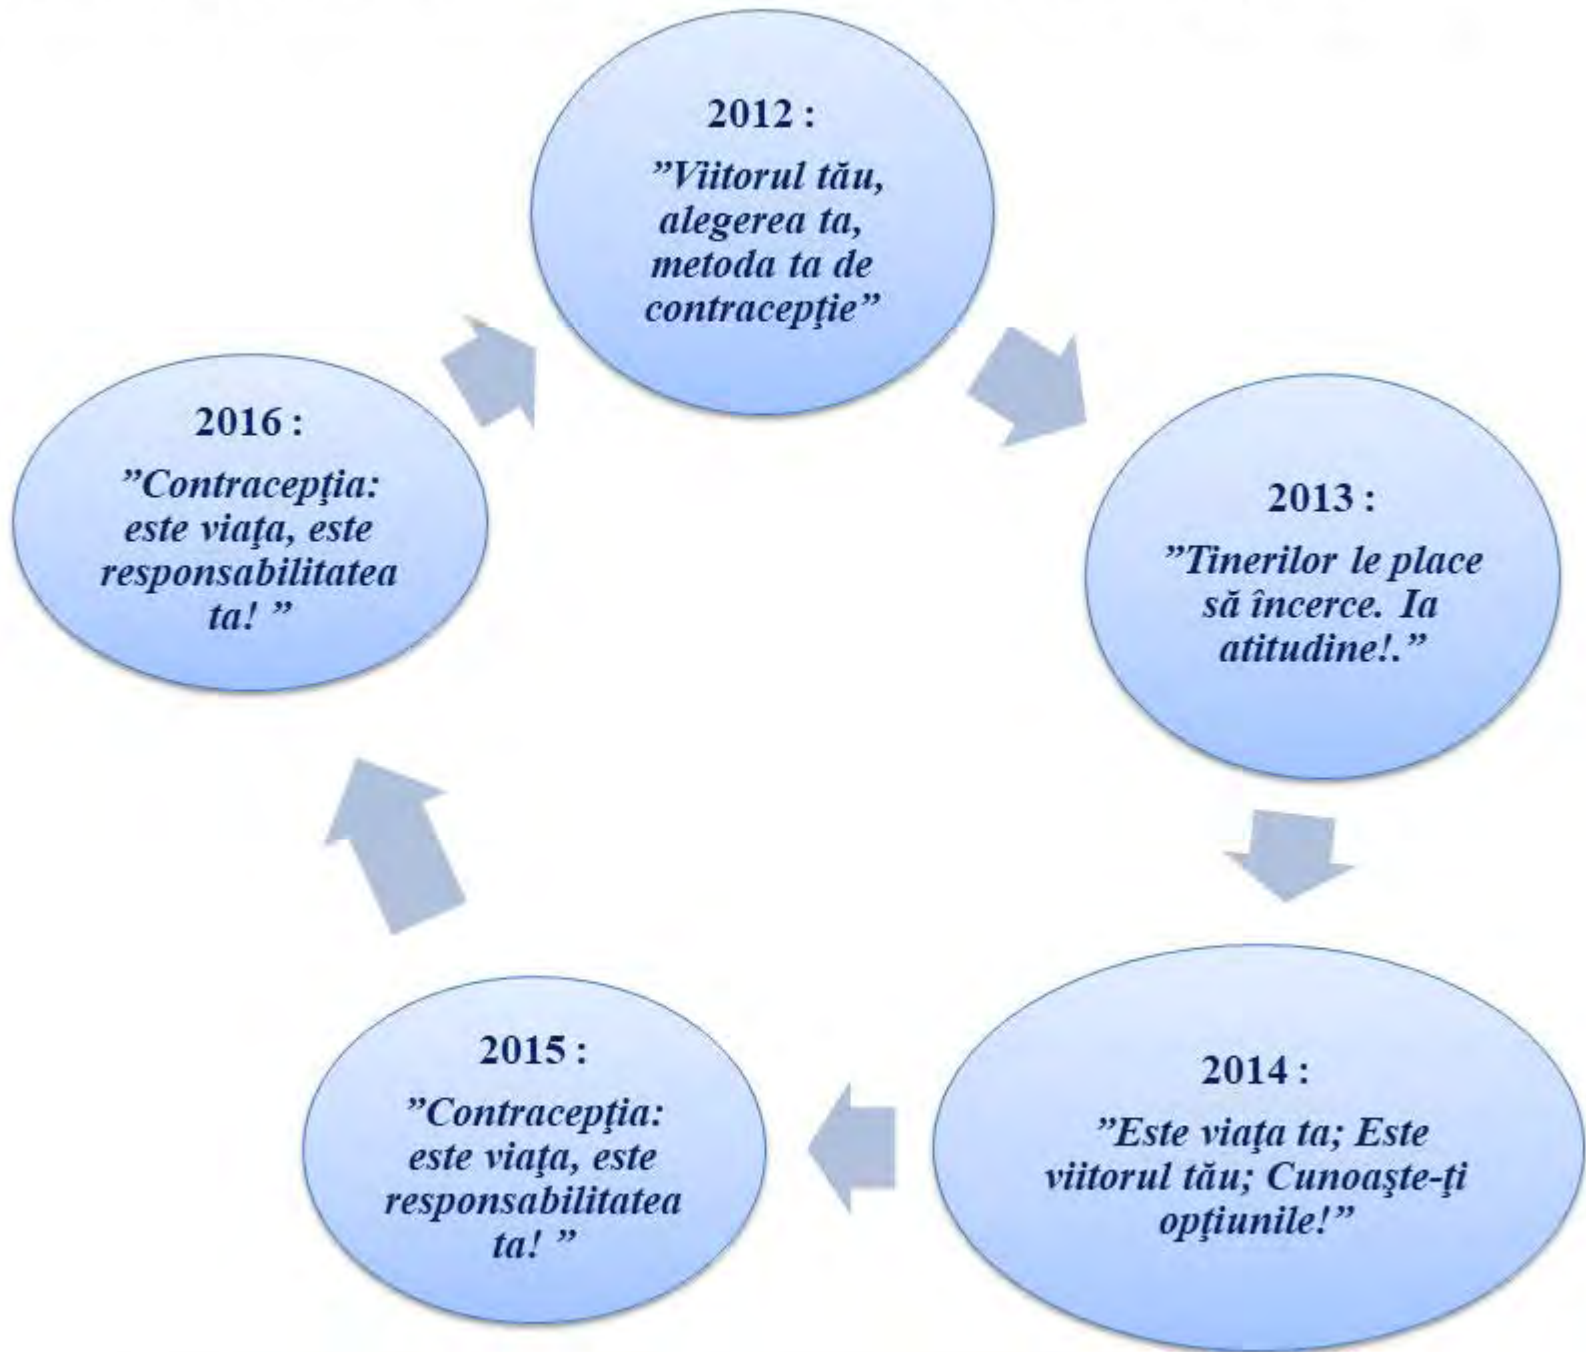 2012 :
”Viitorul tău,
alegerea ta,
metoda ta de
contracepţie”
2013 :
”Tinerilor le place
să încerce. Ia
atitudine!.”
2014 :
”Este viaţa ta; Este
viitorul tău; Cunoaşte-ţi
opţiunile!”
2015 :
”Contracepţia:
este viaţa, este
responsabilitatea
ta! ”
2016 :
”Contracepţia:
este viaţa, este
responsabilitatea
ta! ”